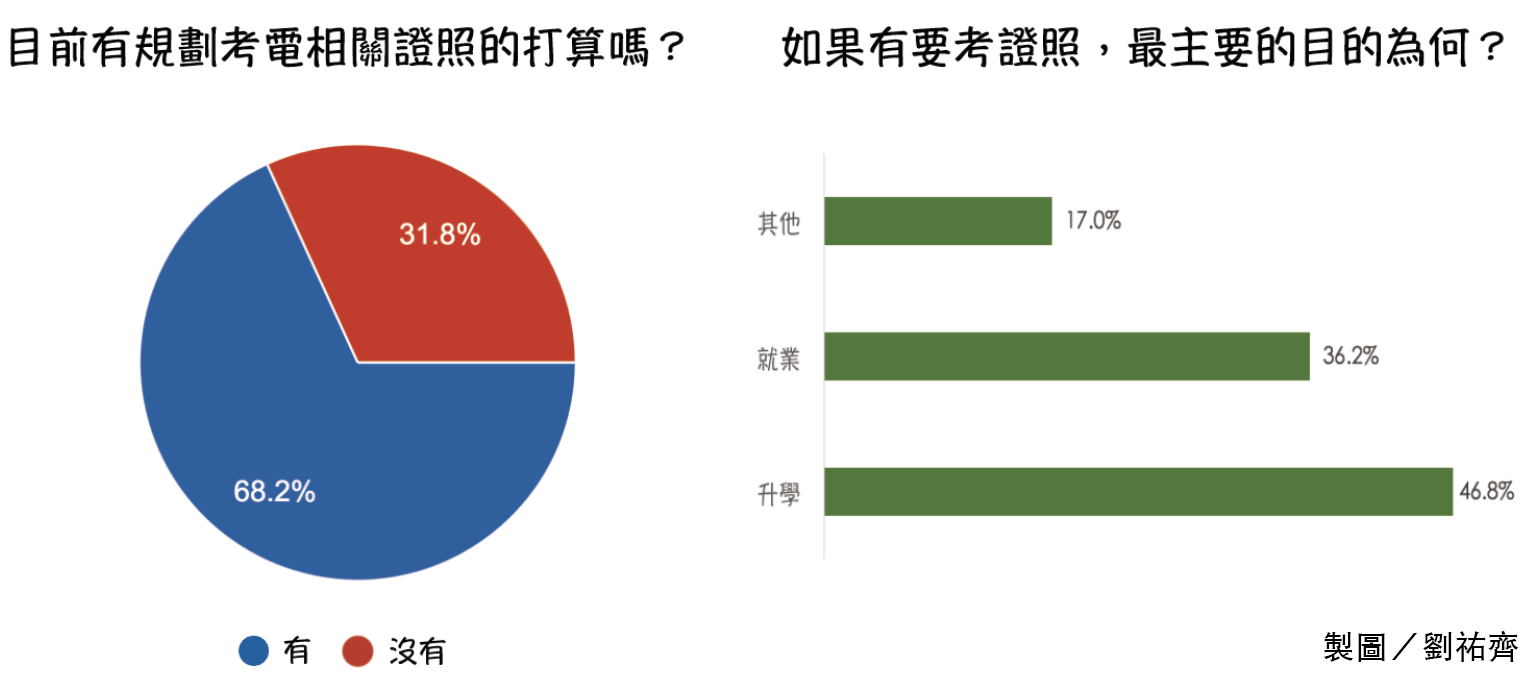 目前有規劃考電相關證照的打算嗎？
31.8%
68.2%
有
沒有
如果有要考證照，最主要的目的為何？
其他
17.0%
就業
36.2%
升學
46.8%
製圖／劉祐齊